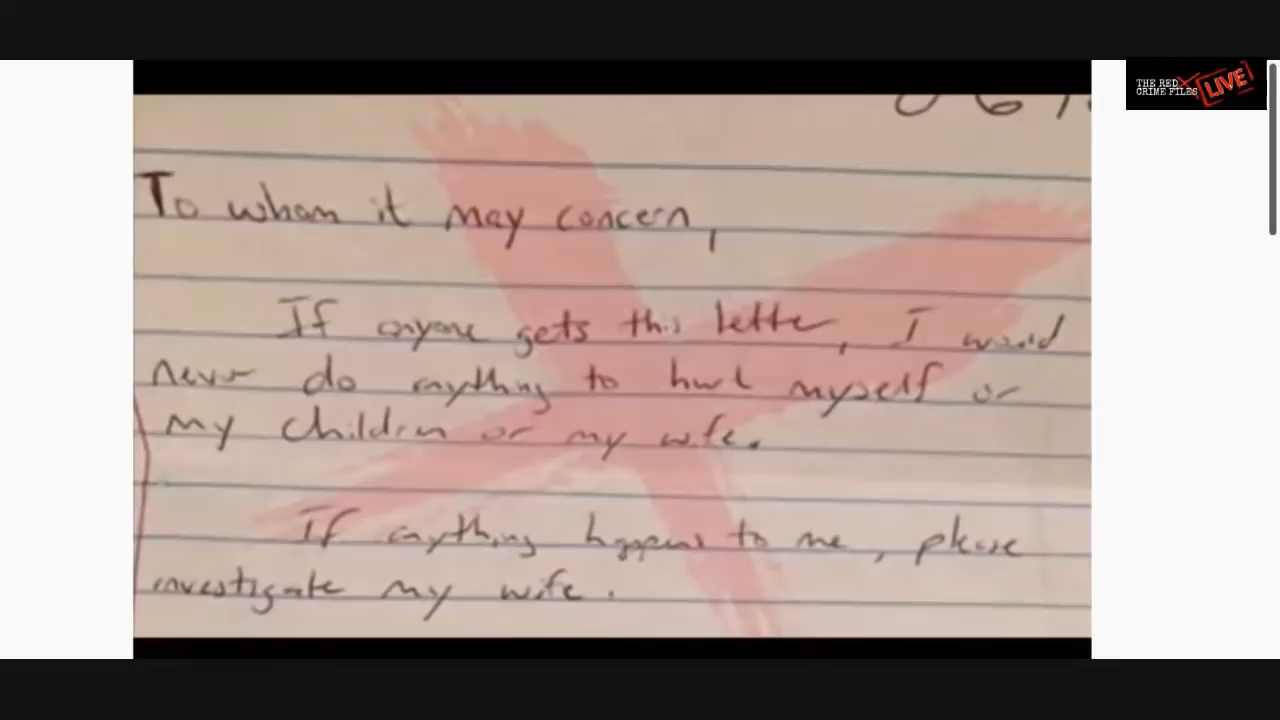 THE RED
CRIME FILES
LIVE
To whom it may concern,
If anyone gets this letter, I would
never do anything to hurt myself or
my children or my wife.
If anything happens to me, please
investigate my wife.